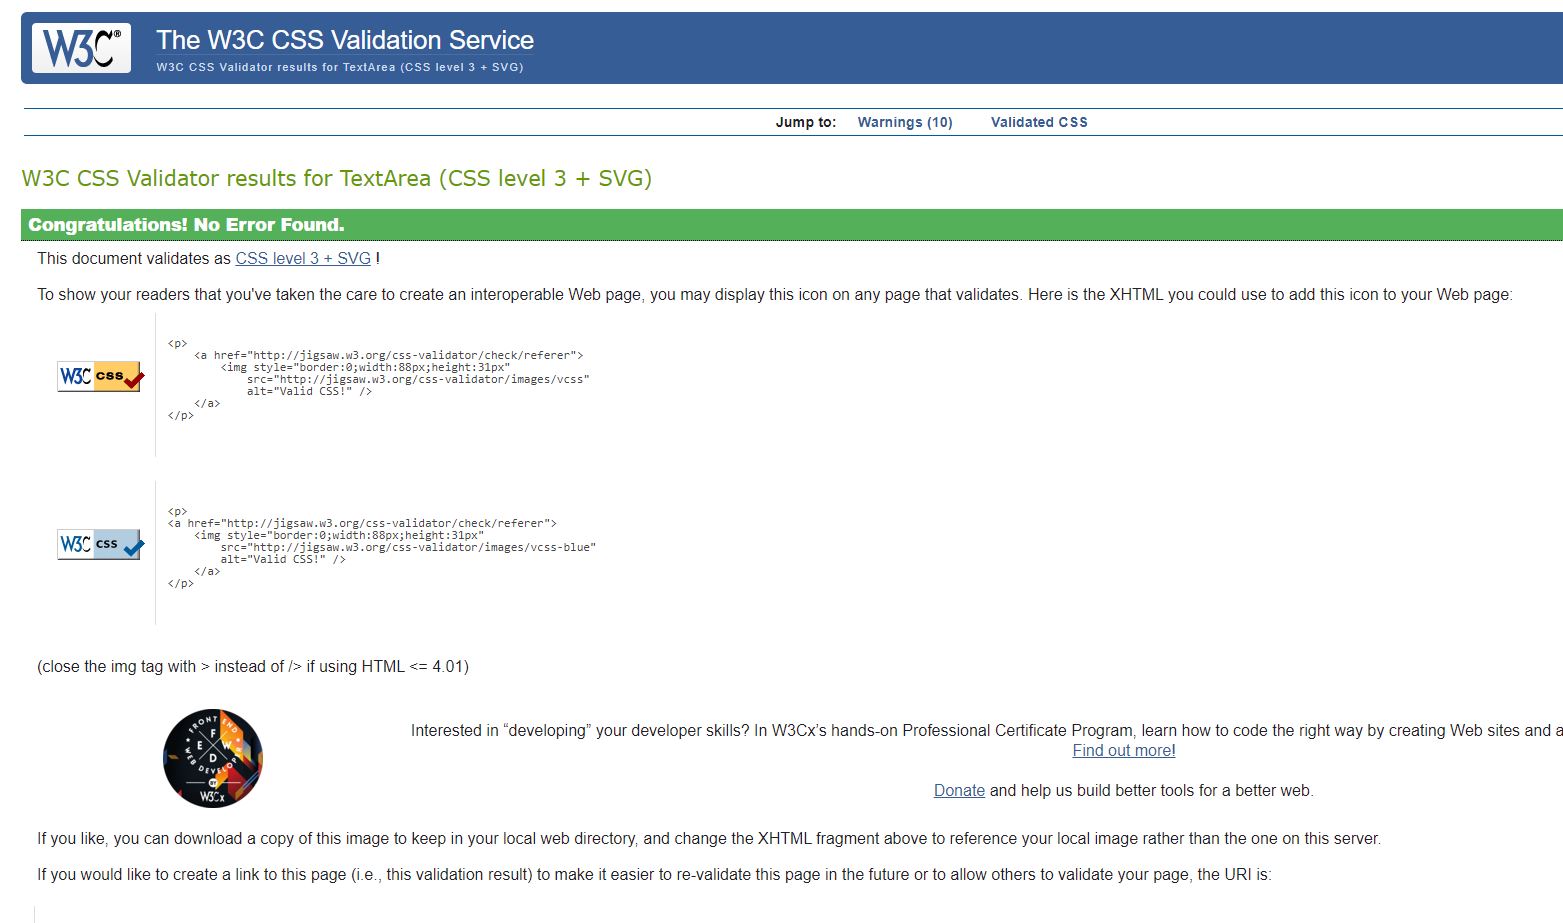 W3C®
The W3C CSS Validation Service
W3C CSS Validator results for TextArea (CSS level 3 + SVG)
Jump to: Warnings (10) Validated CSS
W3C CSS Validator results for TextArea (CSS level 3 + SVG)
Congratulations! No Error Found.
This document validates as CSS level 3 + SVG !
To show your readers that you've taken the care to create an interoperable Web page, you may display this icon on any page that validates. Here is the XHTML you could use to add this icon to your Web page:
W3C css
<p>
<a href="http://jigsaw.w3.org/css-validator/check/referer">
<img style="border:0;width:88px;height:31px"
src="http://jigsaw.w3.org/css-validator/images/vcss"
alt="Valid CSS!" />
</a>
</p>
W3C css
<p>
<a href="http://jigsaw.w3.org/css-validator/check/referer">
<img style="border:0;width:88px;height:31px"
src="http://jigsaw.w3.org/css-validator/images/vcss-blue"
alt="Valid CSS!" />
</a>
</p>
(close the img tag with > instead of /> if using HTML <= 4.01)
FRONT END
WEB DEVELOPER
F
E W
D
BY
W3Cx
Interested in “developing” your developer skills? In W3Cx’s hands-on Professional Certificate Program, learn how to code the right way by creating Web sites and a
Find out more!
Donate and help us build better tools for a better web.
If you like, you can download a copy of this image to keep in your local web directory, and change the XHTML fragment above to reference your local image rather than the one on this server.
If you would like to create a link to this page (i.e., this validation result) to make it easier to re-validate this page in the future or to allow others to validate your page, the URI is: